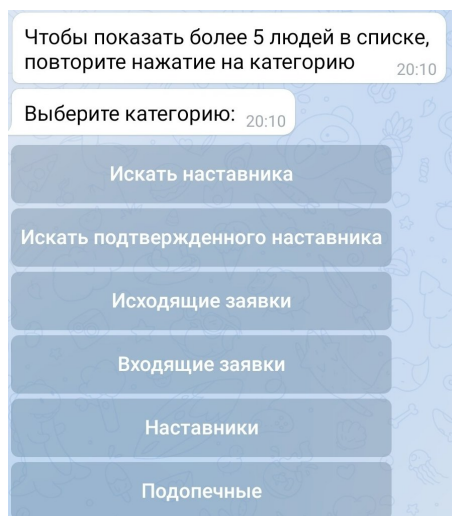 Чтобы показать более 5 людей в списке,
повторите нажатие на категорию
20:10
Выберите категорию: 20:10
Искать наставника
Искать подтвержденного наставника
Исходящие заявки
Входящие заявки
Наставники
Подопечные